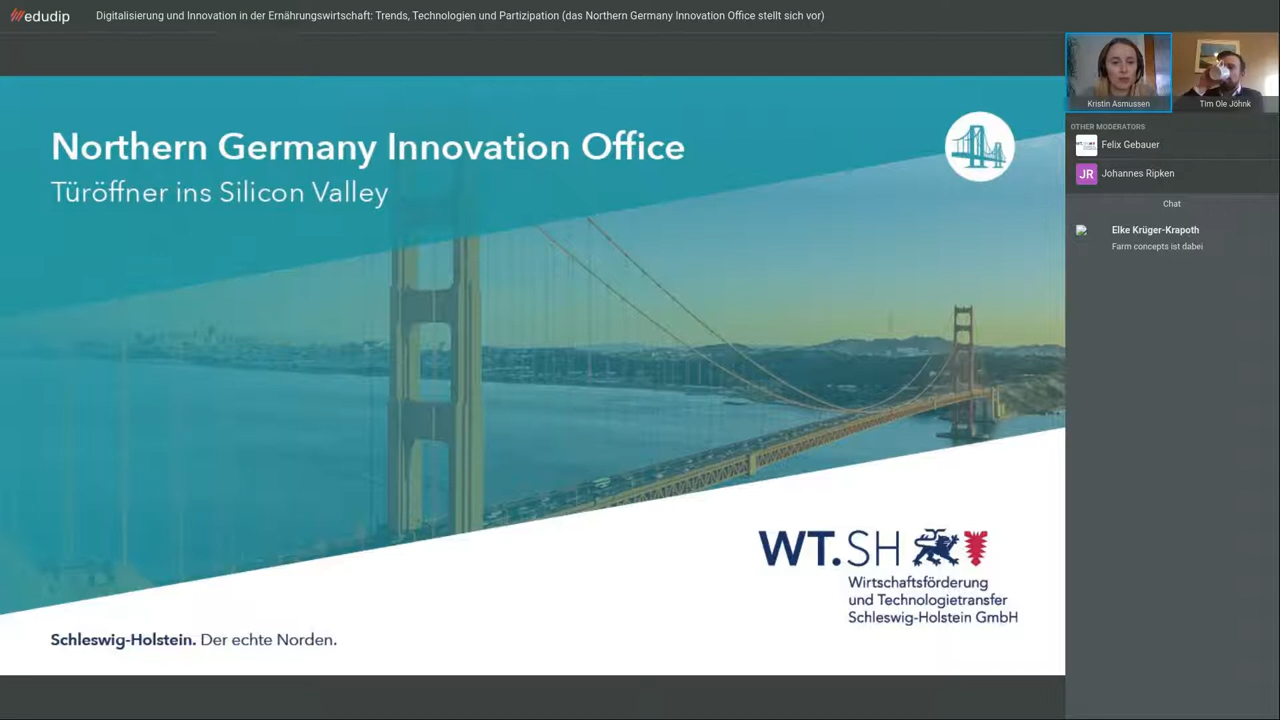 edudip
Digitalisierung und Innovation in der Ernährungswirtschaft: Trends, Technologien und Partizipation (das Northern Germany Innovation Office stellt sich vor)
Northern Germany Innovation Office
Türöffner ins Silicon Valley
WT.SH
Wirtschaftsförderung
und Technologietransfer
Schleswig-Holstein GmbH
Schleswig-Holstein. Der echte Norden.
Kristin Asmussen
Tim Ole Jöhnk
OTHER MODERATORS
Felix Gebauer
JR
Johannes Ripken
Chat
Elke Krüger-Krapoth
Farm concepts ist dabei